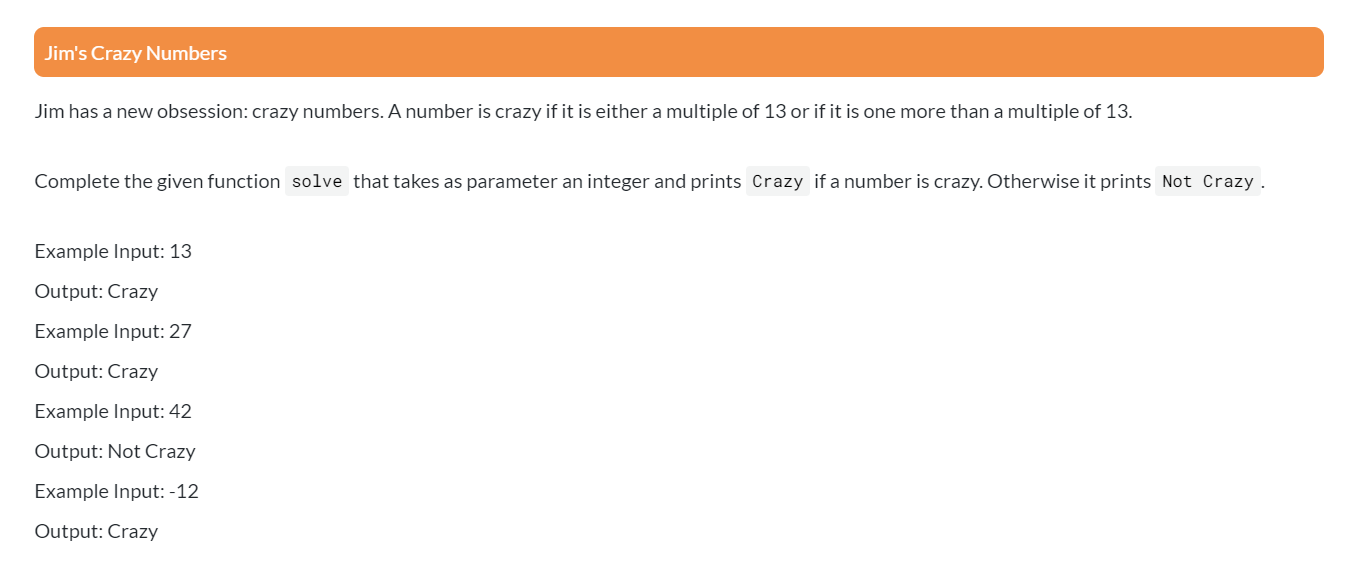 Jim's Crazy Numbers
Jim has a new obsession: crazy numbers. A number is crazy if it is either a multiple of 13 or if it is one more than a multiple of 13.
Complete the given function solve that takes as parameter an integer and prints Crazy if a number is crazy. Otherwise it prints Not Crazy.
Example Input: 13
Output: Crazy
Example Input: 27
Output: Crazy
Example Input: 42
Output: Not Crazy
Example Input: -12
Output: Crazy